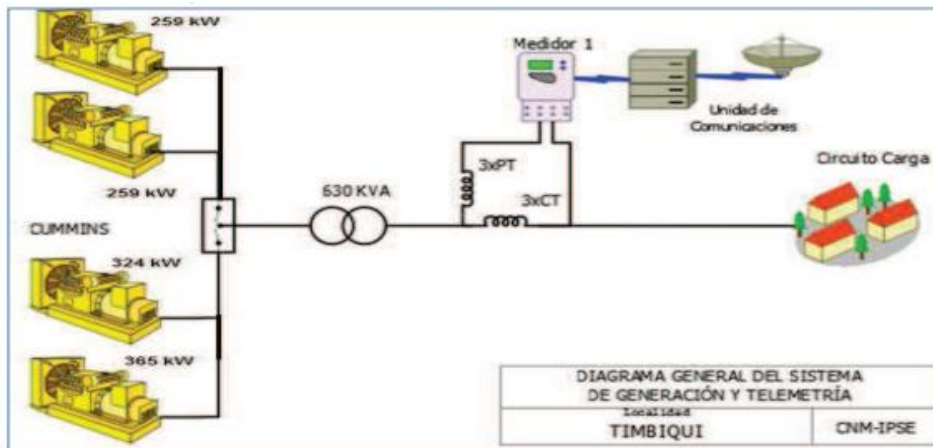 259 kW
259 kW
CUMMINS
324 kW
365 kW
630 KVA
3xPT
3xCT
Medidor 1
Unidad de
Comunicaciones
Circuito Carga
DIAGRAMA GENERAL DEL SISTEMA
DE GENERACIÓN Y TELEMETRÍA
Localidad
TIMBIQUI
CNM-IPSE